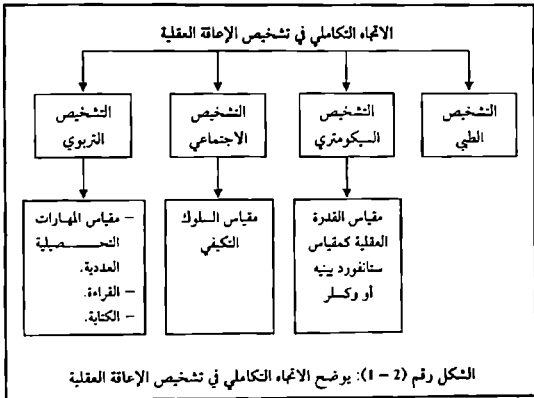 الاتجاه التكاملي في تشخيص الإعاقة العقلية
التشخيص
الطبي
التشخيص
السيكومتري
التشخيص
الاجتماعي
التشخيص
التربوي
مقياس القدرة
العقلية كمقياس
ستانفورد بينيه
أو وكسلر
مقياس السلوك
التكيفي
– مقياس المهارات
التحصيلية
العددية.
– القراءة.
– الكتابة.
الشكل رقم (2 – 1): يوضح الاتجاه التكاملي في تشخيص الإعاقة العقلية